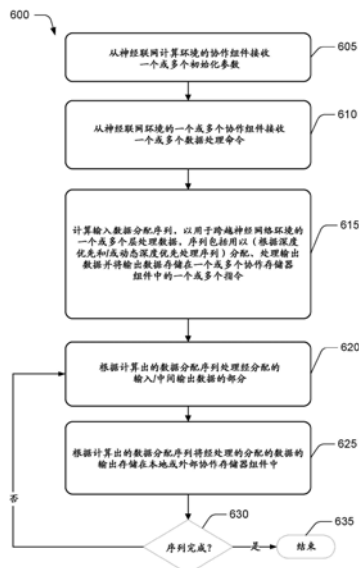 600
从神经联网计算环境的协作组件接收
一个或多个初始化参数
605
从神经联网环境的一个或多个协作组件接收
一个或多个数据处理命令
610
计算输入数据分配序列，以用于跨越神经网络环境的
一个或多个层处理数据，序列包括用以（根据深度
优先和/或动态深度优先处理序列）分配、处理输出
数据并将输出数据存储在一个或多个协作存储器
组件中的一个或多个指令
615
根据计算出的数据分配序列处理经分配的
输入/中间输出数据的部分
620
根据计算出的数据分配序列将经处理的分配的数据的
输出存储在本地或外部协作存储器组件中
625
否
序列完成?
630
是
结束
635